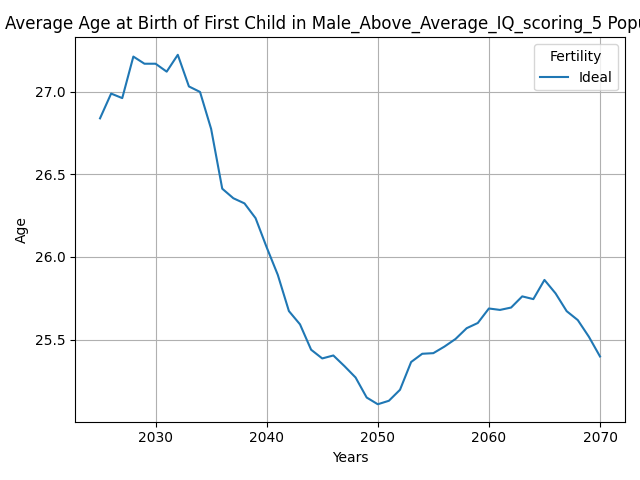 Average Age at Birth of First Child in Male_Above_Average_IQ_scoring_5 Popu
Fertility
Ideal
27.0
26.5
26.0
25.5
Age
2030 2040 2050 2060 2070
Years